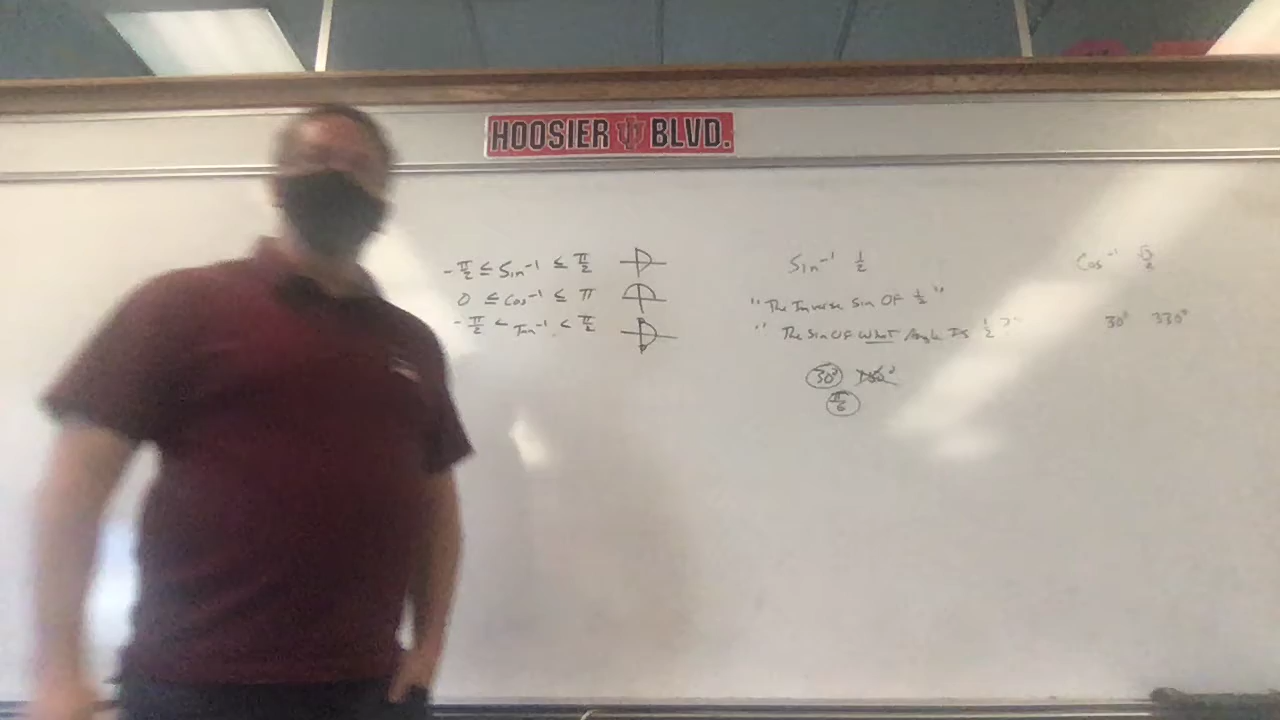 HOOSIER BLVD.
-π/2 ≤ Sin⁻¹ ≤ π/2
0 ≤ Cos⁻¹ ≤ π
-π/2 < Tan⁻¹ < π/2
Sin⁻¹ 1/2
"The Inverse Sin OF 1/2"
"The Sin OF What Angle Is 1/2?"
30° 150°
π/6
Cos⁻¹ √3/2
30° 330°